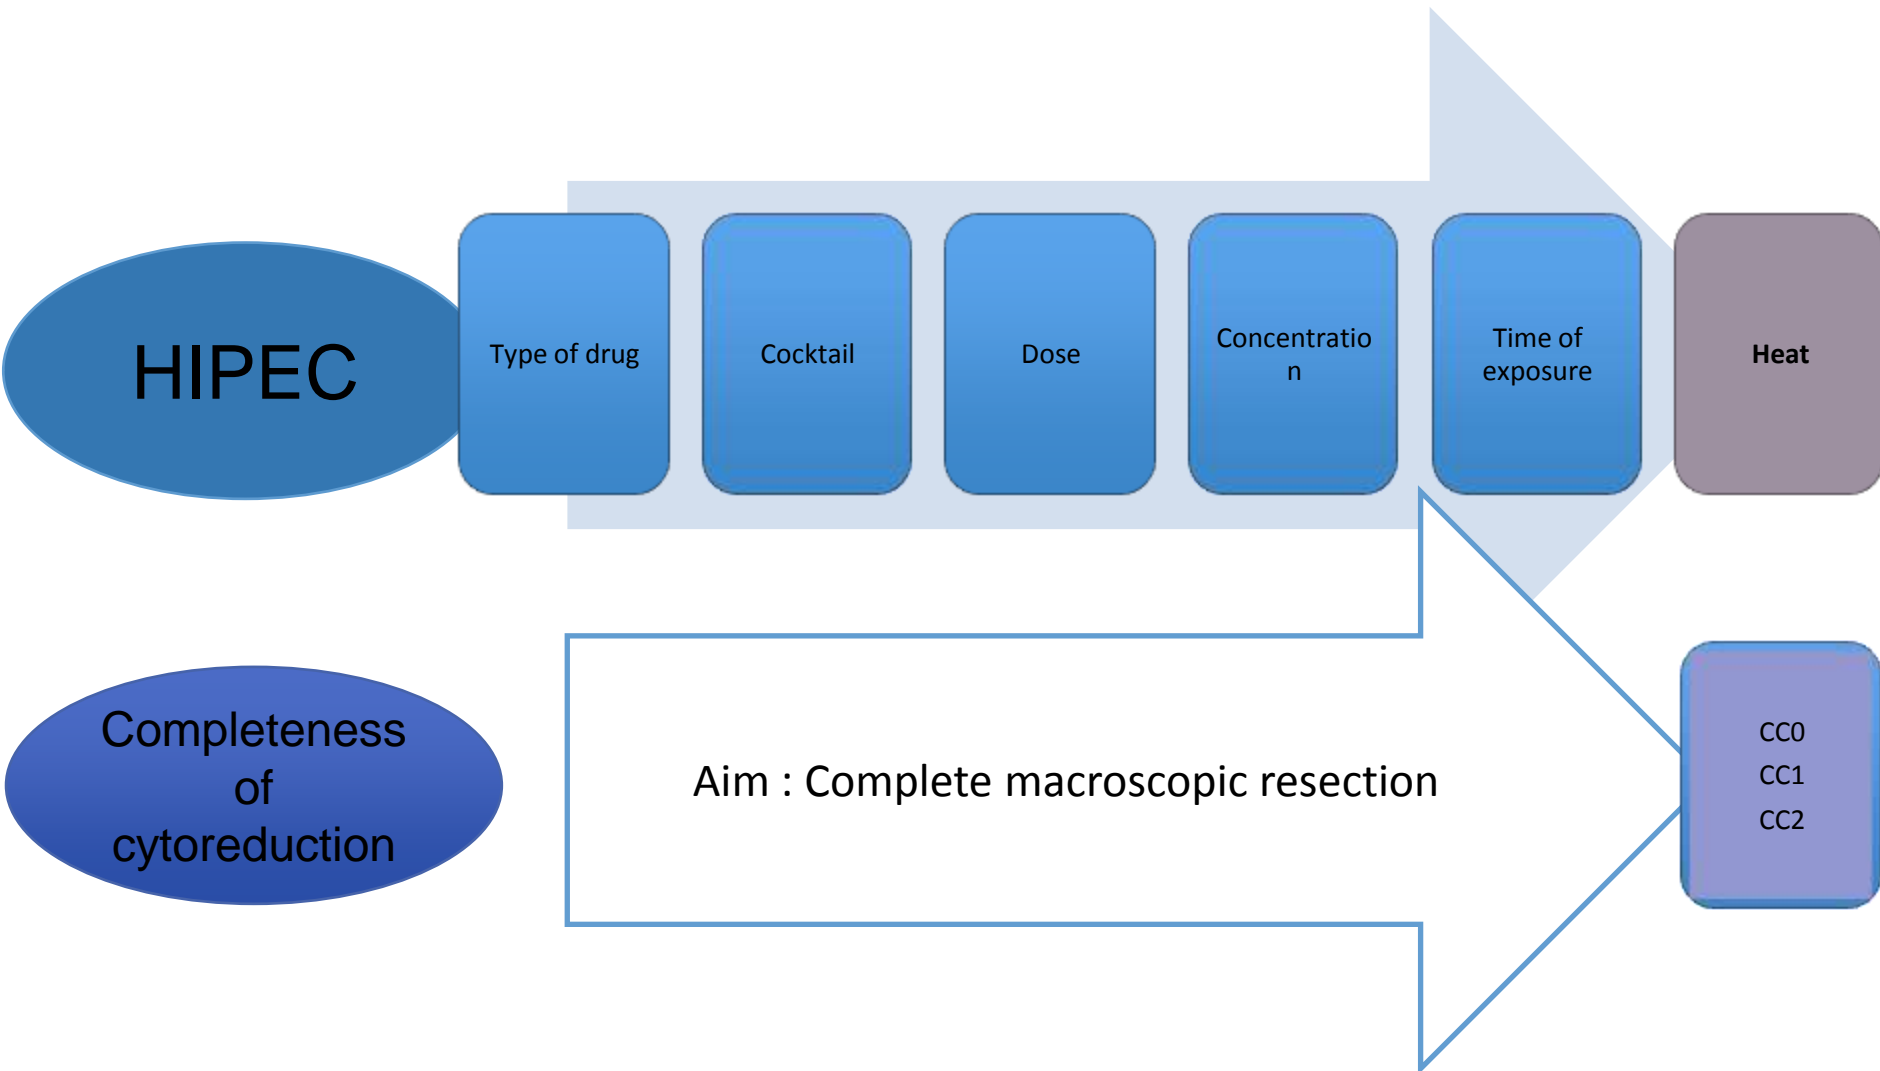 HIPEC
Type of drug
Cocktail
Dose
Concentratio
n
Time of
exposure
Heat
Completeness
of
cytoreduction
Aim : Complete macroscopic resection
CC0
CC1
CC2